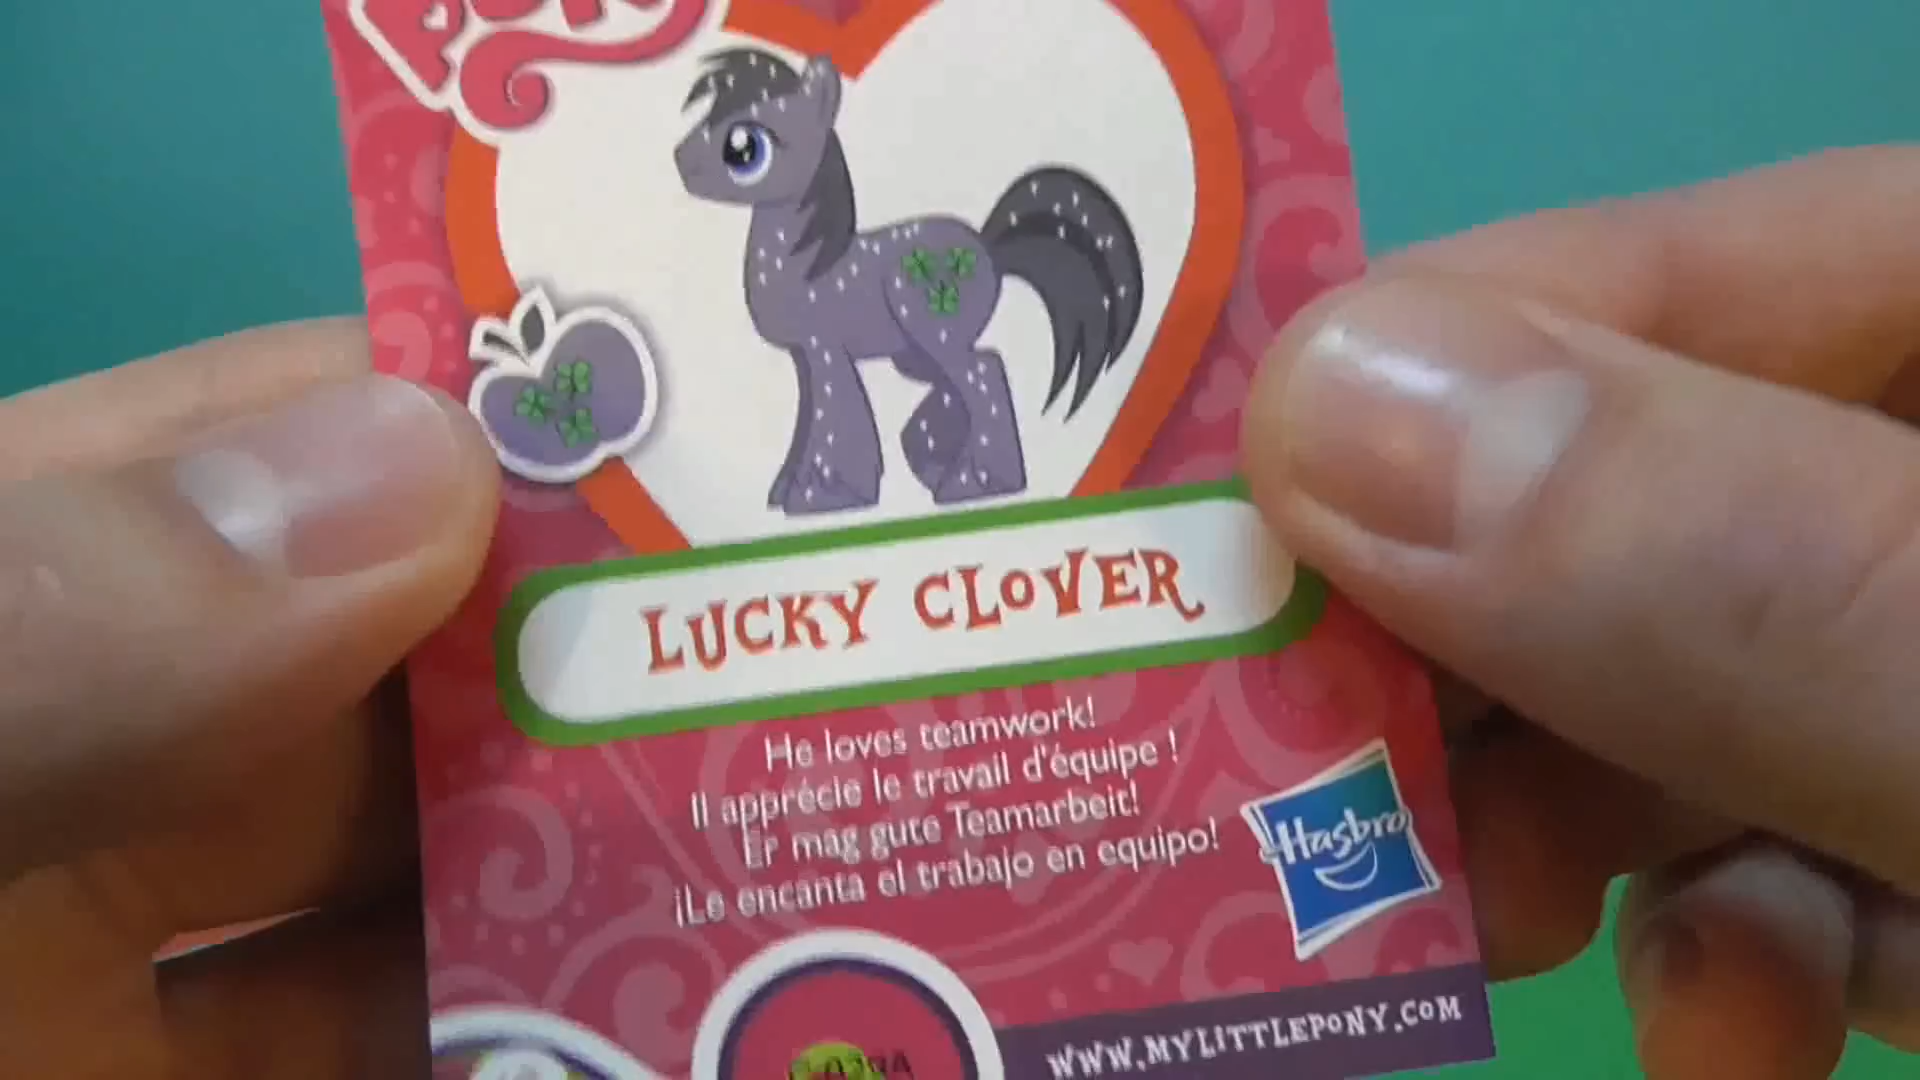 LUCKY CLOVER
He loves teamwork!
Il apprécie le travail d'équipe !
Er mag gute Teamarbeit!
¡Le encanta el trabajo en equipo!
Hasbro
WWW.MYLITTLEPONY.COM